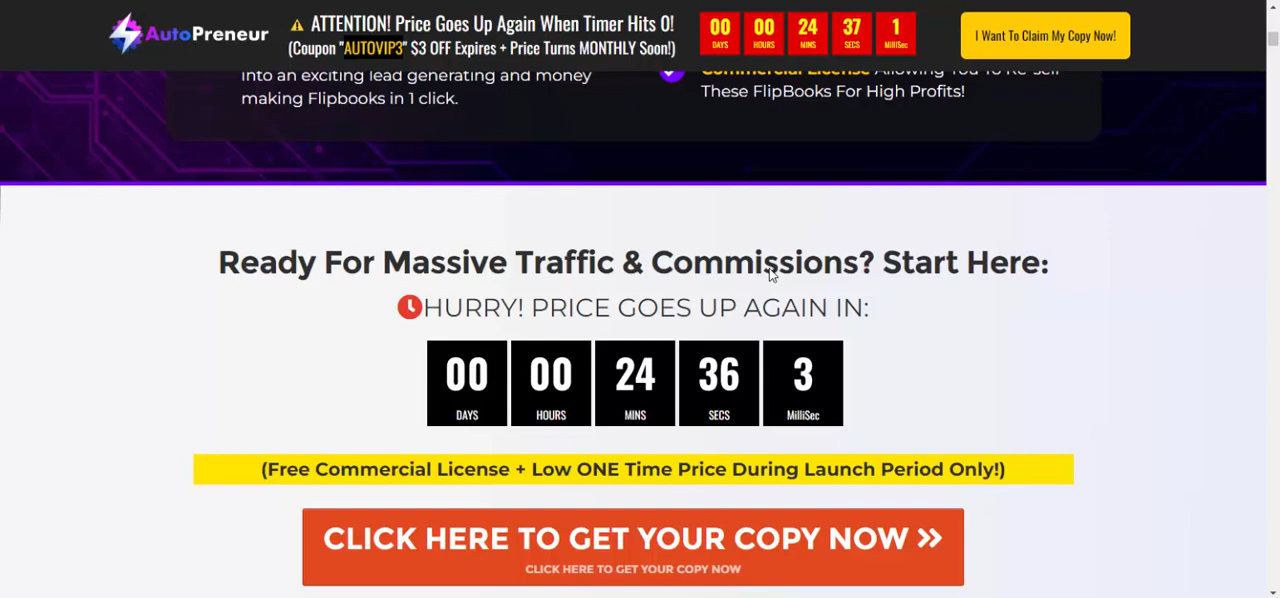 AutoPreneur
ATTENTION! Price Goes Up Again When Timer Hits 0!
(Coupon "AUTOVIP3" $3 OFF Expires + Price Turns MONTHLY Soon!)
00 00 24 37 1
DAYS HOURS MINS SECS MilliSec
I Want To Claim My Copy Now!
into an exciting lead generating and money
making Flipbooks in 1 click.
Commercial License Allowing You To Re-sell
These FlipBooks For High Profits!
Ready For Massive Traffic & Commissions? Start Here:
HURRY! PRICE GOES UP AGAIN IN:
00 00 24 36 3
DAYS HOURS MINS SECS MilliSec
(Free Commercial License + Low ONE Time Price During Launch Period Only!)
CLICK HERE TO GET YOUR COPY NOW »
CLICK HERE TO GET YOUR COPY NOW